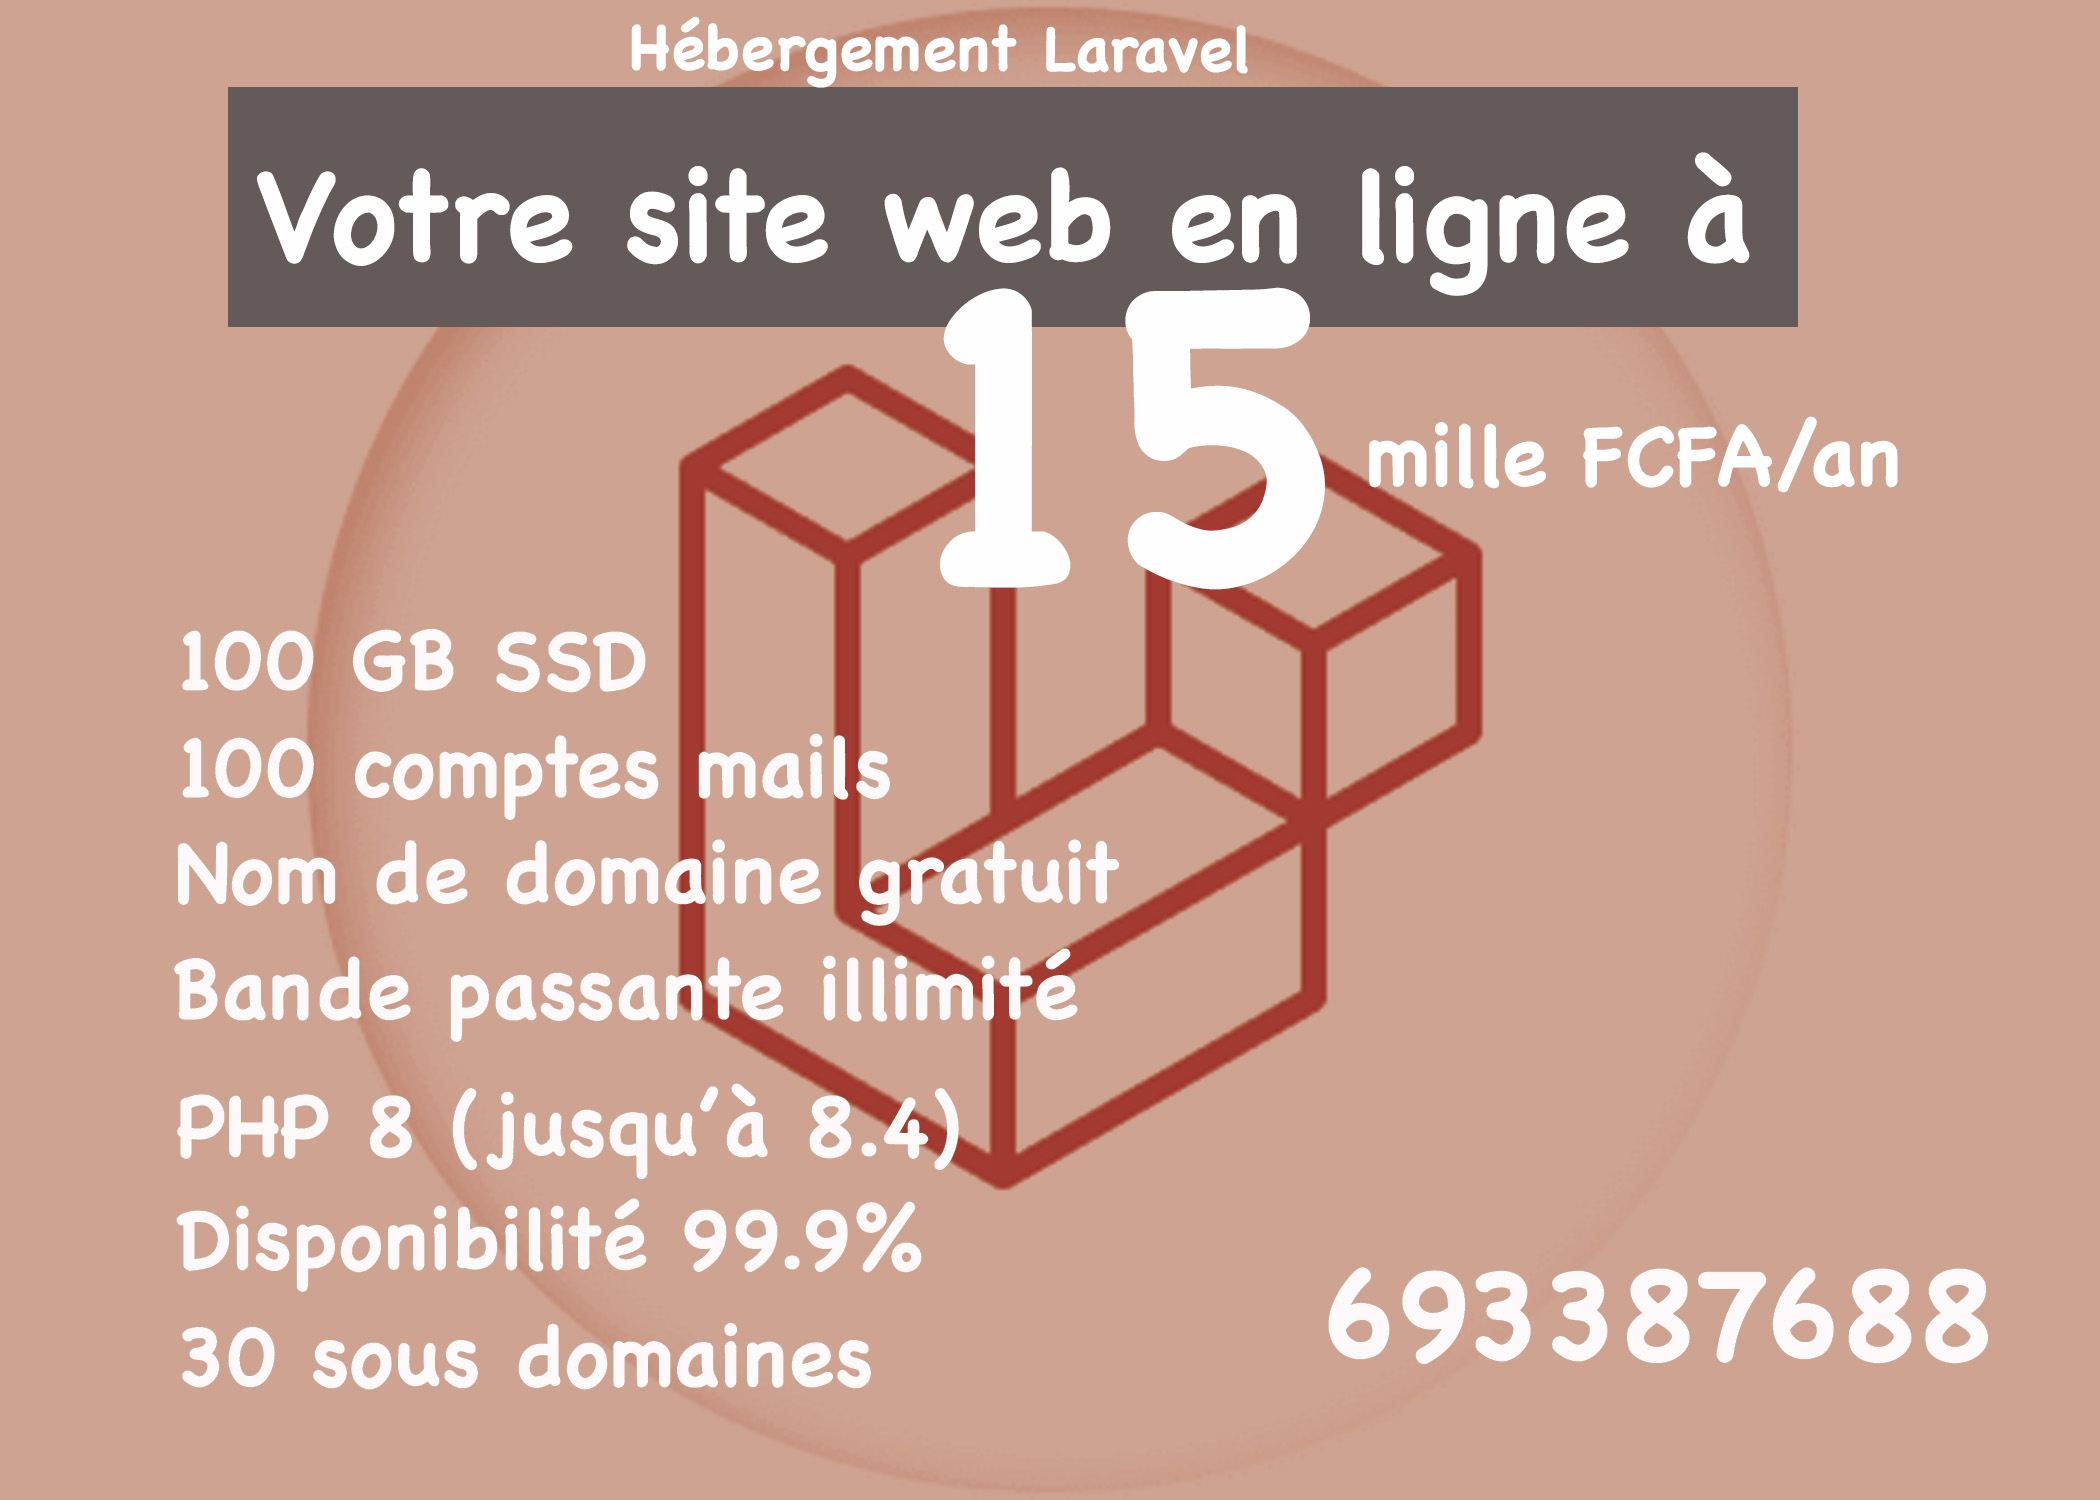 Hébergement Laravel
Votre site web en ligne à
15
mille FCFA/an
100 GB SSD
100 comptes mails
Nom de domaine gratuit
Bande passante illimité
PHP 8 (jusqu'à 8.4)
Disponibilité 99.9%
30 sous domaines
693387688